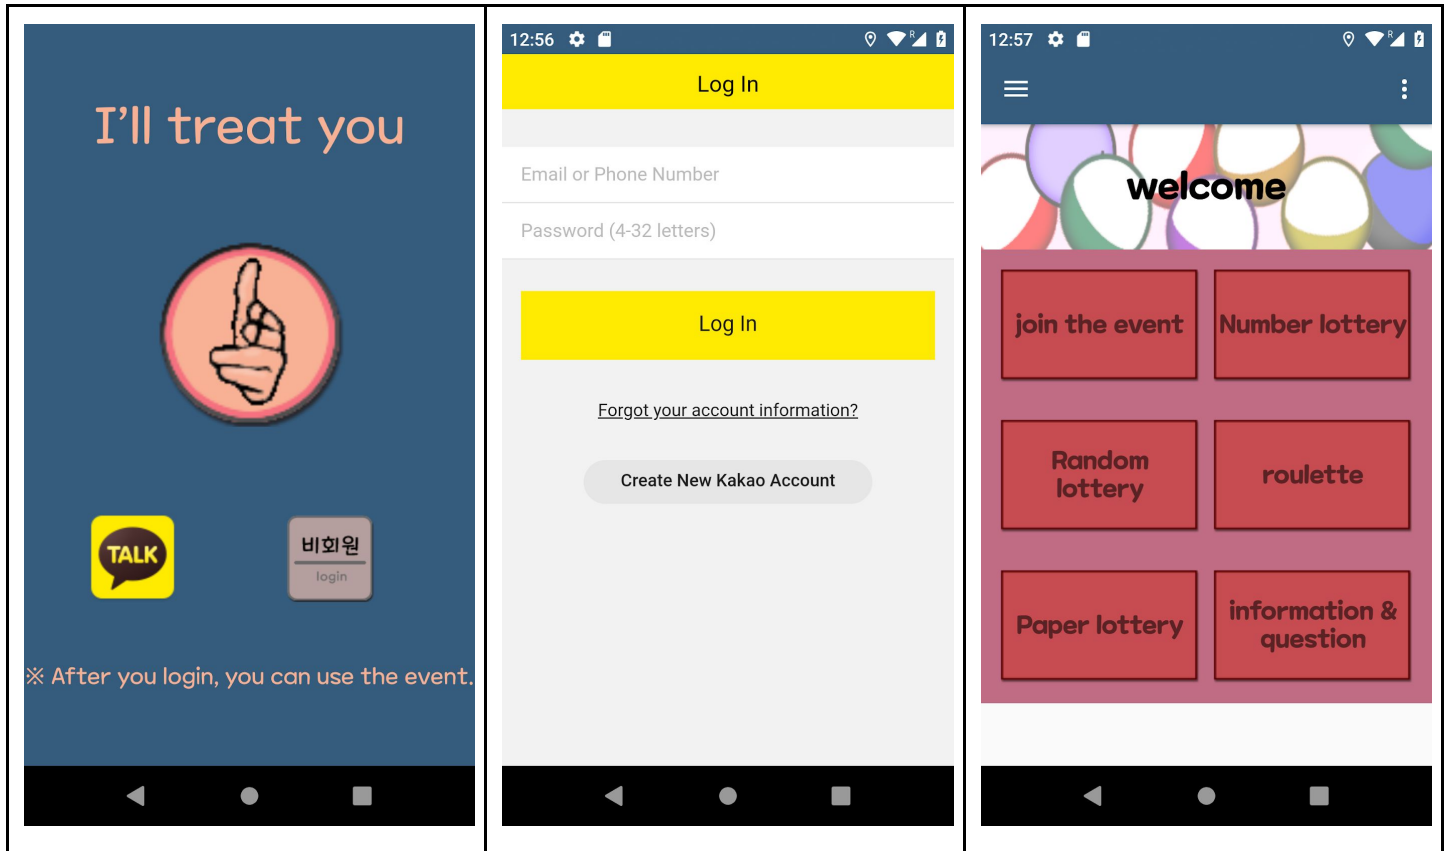 I'll treat you
TALK
비회원
login
※ After you login, you can use the event.
12:56
R
Log In
Email or Phone Number
Password (4-32 letters)
Log In
Forgot your account information?
Create New Kakao Account
12:57
R
welcome
join the event
Number lottery
Random
lottery
roulette
Paper lottery
information &
question